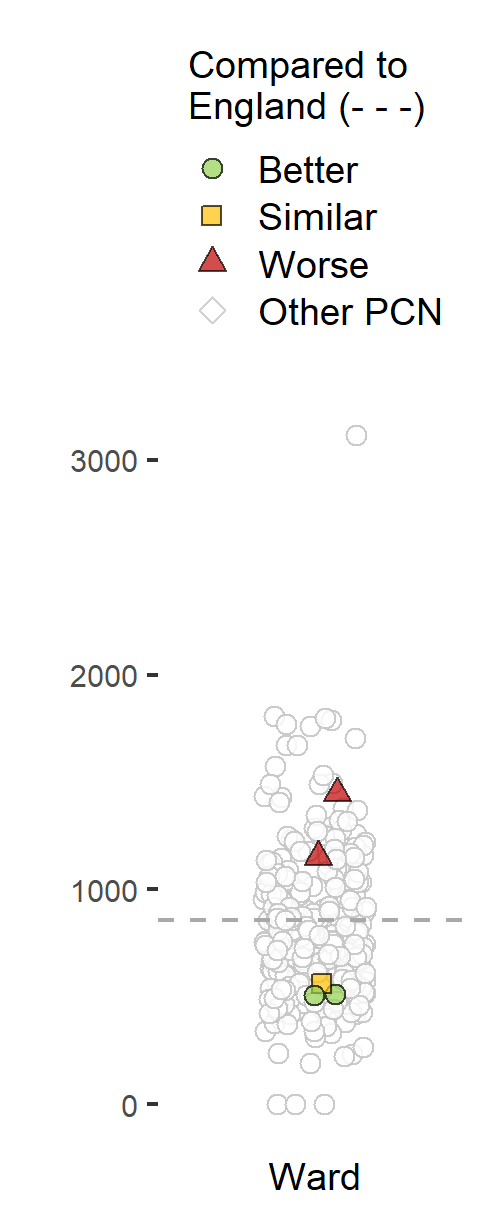 Compared to
England (- - -)
Better
Similar
Worse
Other PCN
3000
2000
1000
0
Ward